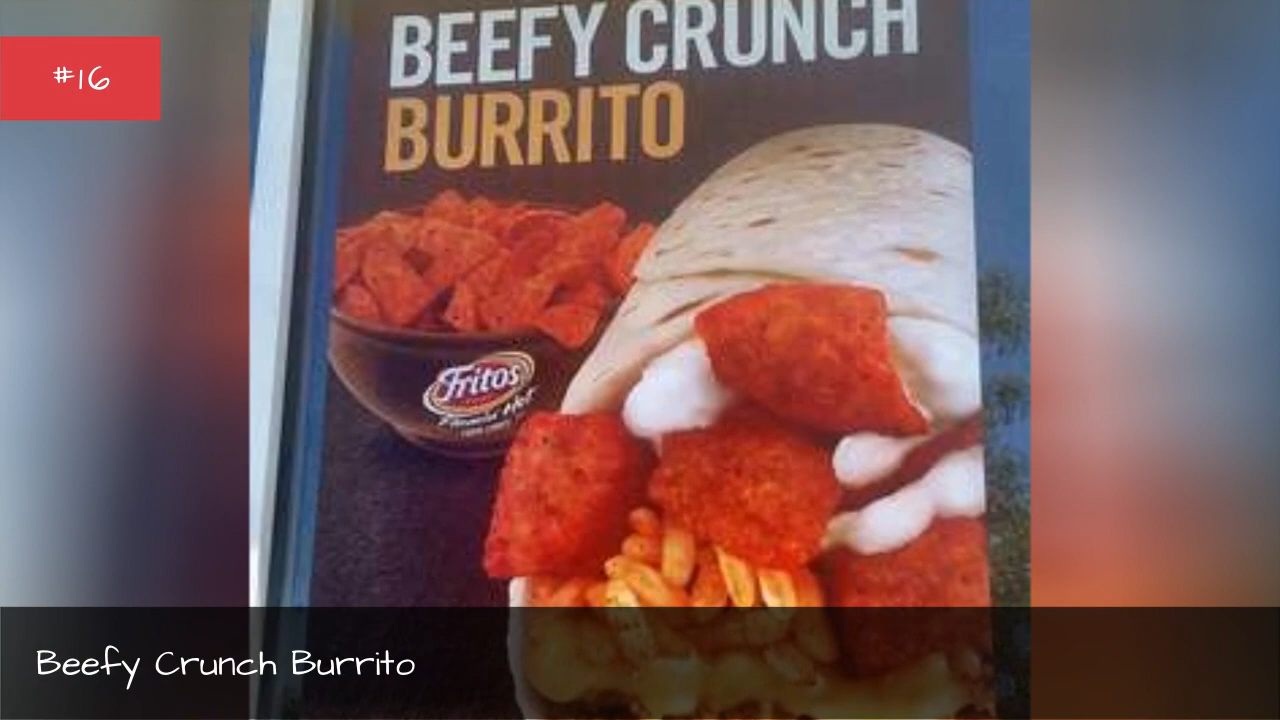 BEEFY CRUNCH
BURRITO
#16
Fritos
Flamin' Hot
Beefy Crunch Burrito